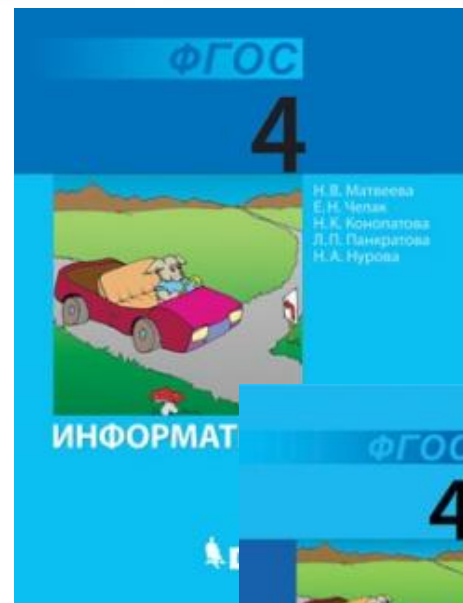 ФГОС
4
Н. В. Матвеева
Е. Н. Челак
Н. К. Конопатова
Л. П. Панкратова
Н. А. Нурова
ИНФОРМАТ
ФГОС
4